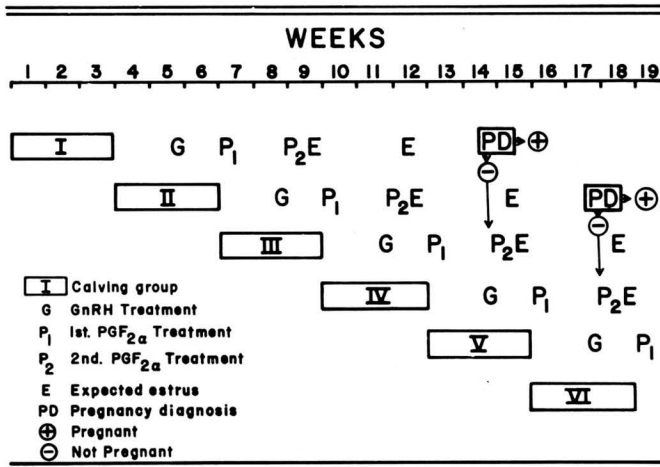 WEEKS
1 2 3 4 5 6 7 8 9 10 11 12 13 14 15 16 17 18 19
I G P₁ P₂E E PD ⊕
⊖
II G P₁ P₂E E PD ⊕
⊖
III G P₁ P₂E E
IV G P₁ P₂E
V G P₁
VI
I Calving group
G GnRH Treatment
P₁ 1st. PGF₂α Treatment
P₂ 2nd. PGF₂α Treatment
E Expected estrus
PD Pregnancy diagnosis
⊕ Pregnant
⊖ Not Pregnant